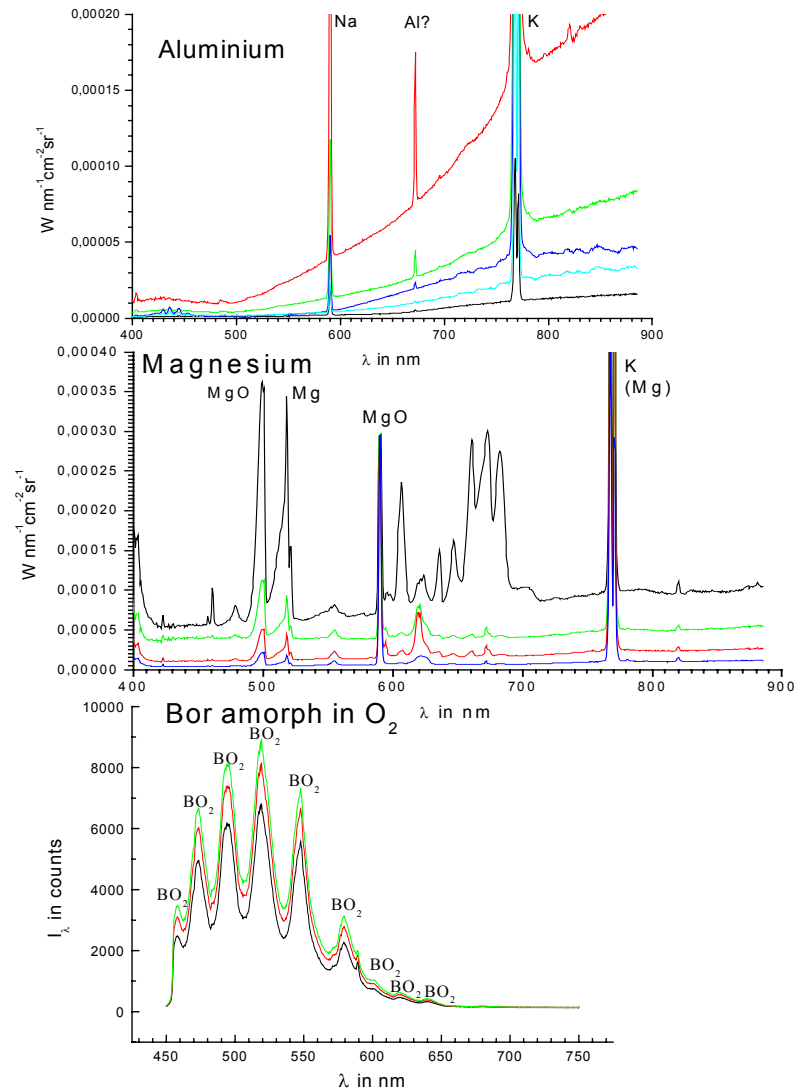 Aluminium
Na
Al?
K
0,00020
0,00015
0,00010
0,00005
0,00000
W nm⁻¹cm⁻²sr⁻¹
400 500 600 700 800 900
λ in nm
Magnesium
MgO
Mg
MgO
K
(Mg)
0,00040
0,00035
0,00030
0,00025
0,00020
0,00015
0,00010
0,00005
0,00000
W nm⁻¹cm⁻²sr⁻¹
400 500 600 700 800 900
λ in nm
Bor amorph in O₂
BO₂
BO₂
BO₂
BO₂
BO₂
BO₂
BO₂
BO₂
BO₂
10000
8000
6000
4000
2000
0
I_λ in counts
450 500 550 600 650 700 750
λ in nm